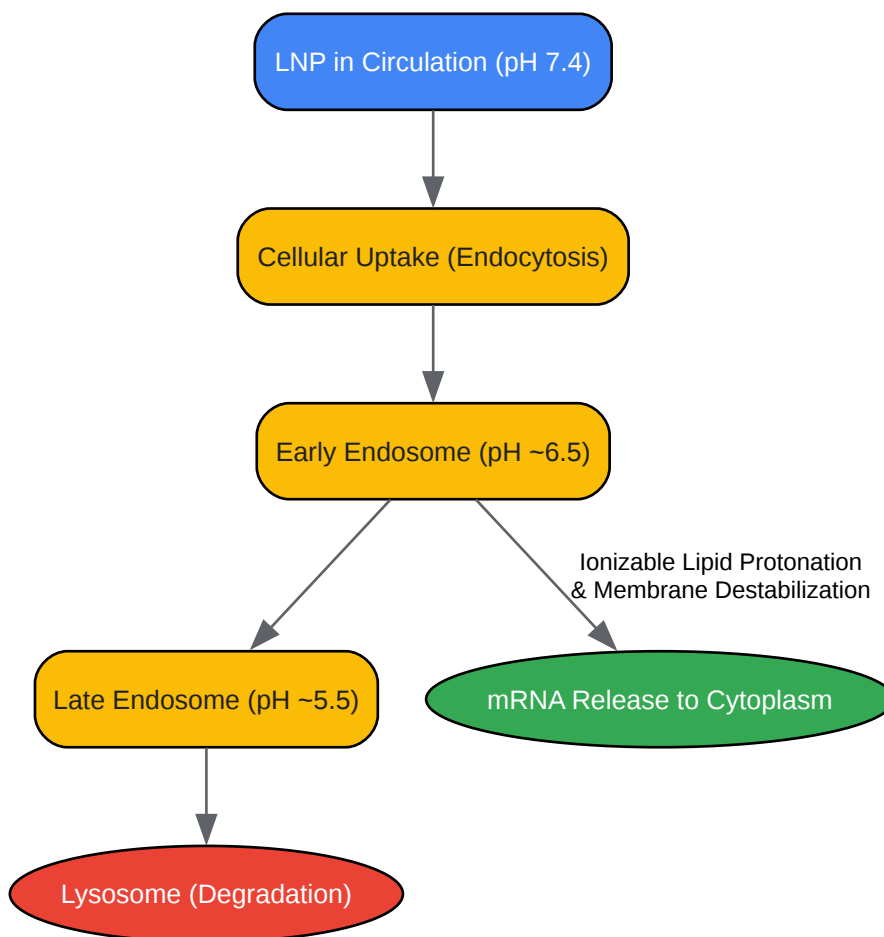 LNP in Circulation (pH 7.4)
Cellular Uptake (Endocytosis)
Early Endosome (pH ~6.5)
Ionizable Lipid Protonation
& Membrane Destabilization
Late Endosome (pH ~5.5)
mRNA Release to Cytoplasm
Lysosome (Degradation)